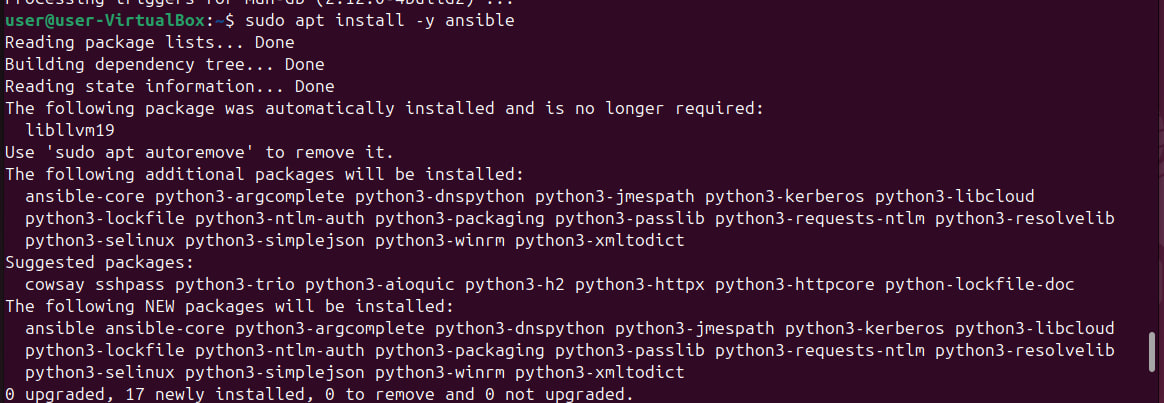 Processing triggers for man-db (2.12.0-4build2) ...
user@user-VirtualBox:~$ sudo apt install -y ansible
Reading package lists... Done
Building dependency tree... Done
Reading state information... Done
The following package was automatically installed and is no longer required:
  libllvm19
Use 'sudo apt autoremove' to remove it.
The following additional packages will be installed:
  ansible-core python3-argcomplete python3-dnspython python3-jmespath python3-kerberos python3-libcloud
  python3-lockfile python3-ntlm-auth python3-packaging python3-passlib python3-requests-ntlm python3-resolvelib
  python3-selinux python3-simplejson python3-winrm python3-xmltodict
Suggested packages:
  cowsay sshpass python3-trio python3-aioquic python3-h2 python3-httpx python3-httpcore python-lockfile-doc
The following NEW packages will be installed:
  ansible ansible-core python3-argcomplete python3-dnspython python3-jmespath python3-kerberos python3-libcloud
  python3-lockfile python3-ntlm-auth python3-packaging python3-passlib python3-requests-ntlm python3-resolvelib
  python3-selinux python3-simplejson python3-winrm python3-xmltodict
0 upgraded, 17 newly installed, 0 to remove and 0 not upgraded.